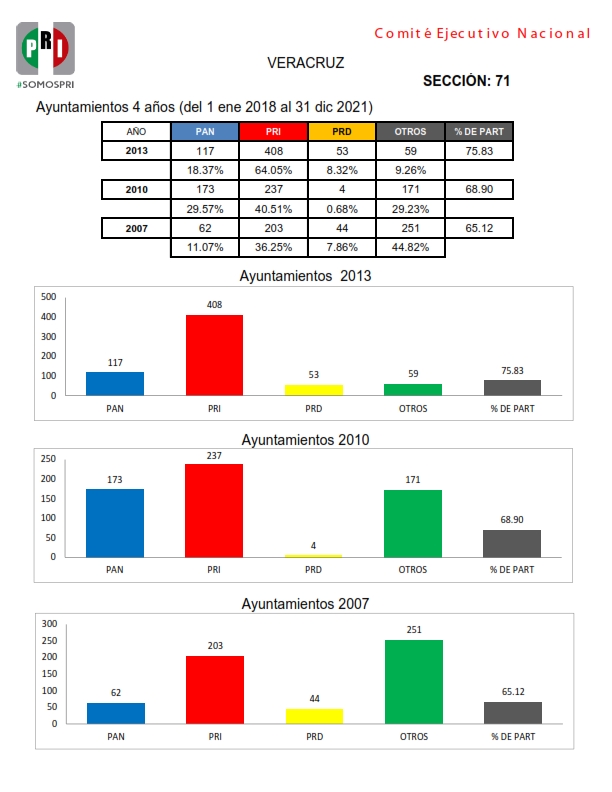 Comité Ejecutivo Nacional
PRI
#SOMOSPRI
VERACRUZ
SECCIÓN: 71
Ayuntamientos 4 años (del 1 ene 2018 al 31 dic 2021)
AÑO PAN PRI PRD OTROS % DE PART
2013 117 408 53 59 75.83
18.37% 64.05% 8.32% 9.26%
2010 173 237 4 171 68.90
29.57% 40.51% 0.68% 29.23%
2007 62 203 44 251 65.12
11.07% 36.25% 7.86% 44.82%
Ayuntamientos 2013
500
400
300
200
100
0
117 408 53 59 75.83
PAN PRI PRD OTROS % DE PART
Ayuntamientos 2010
250
200
150
100
50
0
173 237 4 171 68.90
PAN PRI PRD OTROS % DE PART
Ayuntamientos 2007
300
250
200
150
100
50
0
62 203 44 251 65.12
PAN PRI PRD OTROS % DE PART